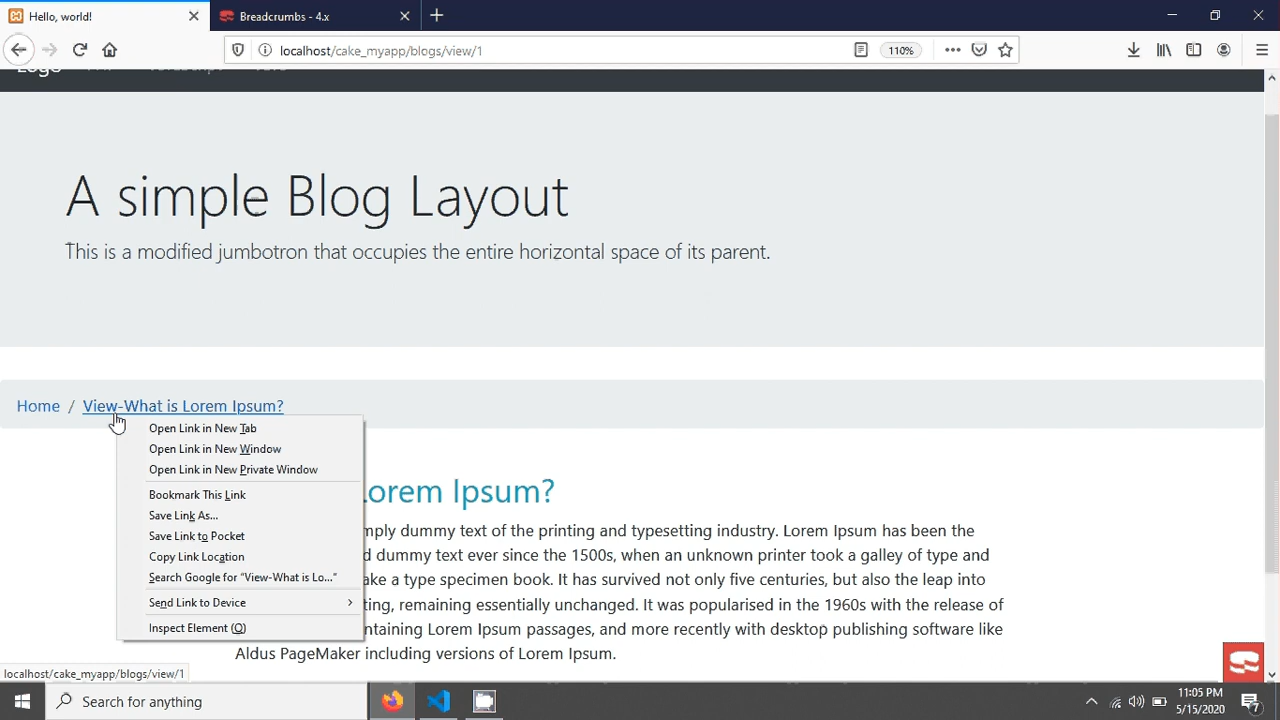 Hello, world!
Breadcrumbs - 4.x
localhost/cake_myapp/blogs/view/1
110%
A simple Blog Layout
This is a modified jumbotron that occupies the entire horizontal space of its parent.
Home / View-What is Lorem Ipsum?
Open Link in New Tab
Open Link in New Window
Open Link in New Private Window
Bookmark This Link
Save Link As...
Save Link to Pocket
Copy Link Location
Search Google for “View-What is Lo...”
Send Link to Device
Inspect Element (Q)
Lorem Ipsum?
dummy text of the printing and typesetting industry. Lorem Ipsum has been the
dummy text ever since the 1500s, when an unknown printer took a galley of type and
a type specimen book. It has survived not only five centuries, but also the leap into
remaining essentially unchanged. It was popularised in the 1960s with the release of
Lorem Ipsum passages, and more recently with desktop publishing software like
Aldus PageMaker including versions of Lorem Ipsum.
localhost/cake_myapp/blogs/view/1
Search for anything
11:05 PM
5/15/2020
7